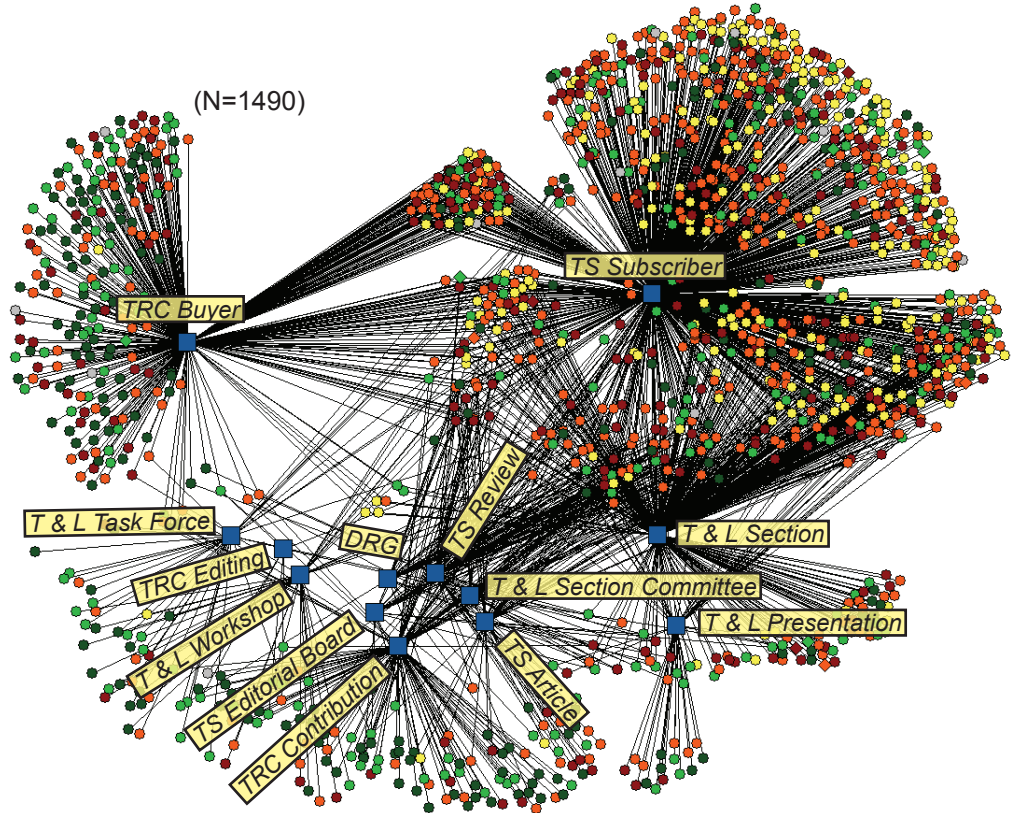 (N=1490)
TS Subscriber
TRC Buyer
TS Review
T & L Task Force
DRG
T & L Section
TRC Editing
T & L Section Committee
T & L Workshop
T & L Presentation
TS Editorial Board
TS Article
TRC Contribution